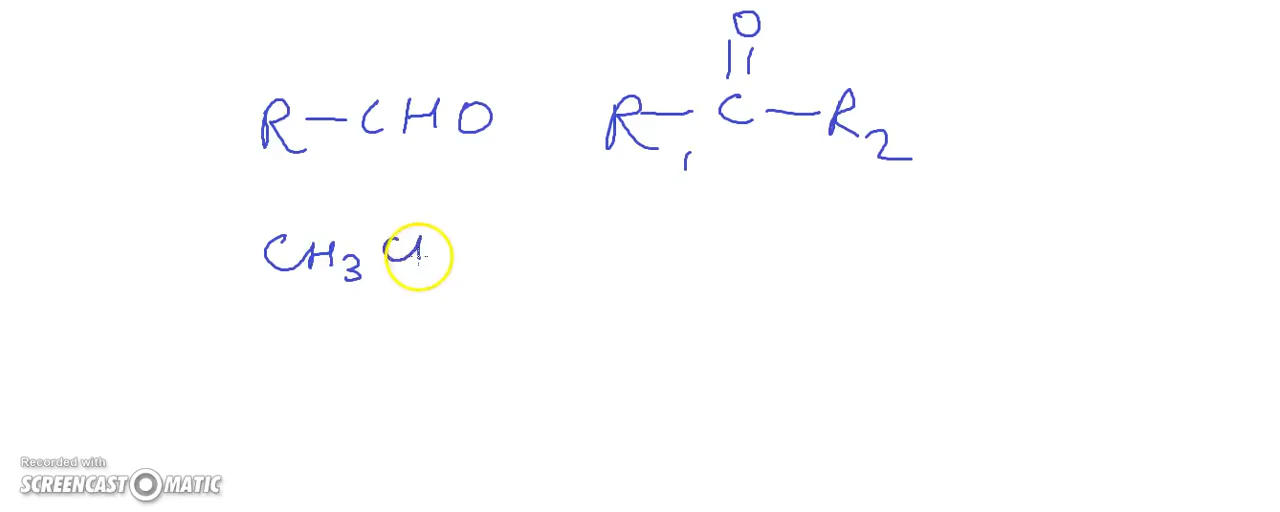 O
R-CHO R1-C-R2
CH3 C
Recorded with
SCREENCAST-O-MATIC